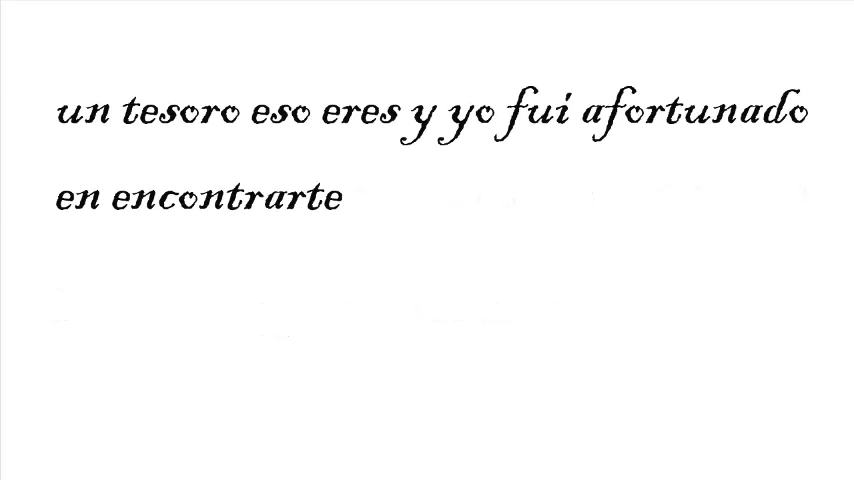 un tesoro eso eres y yo fui afortunado
en encontrarte